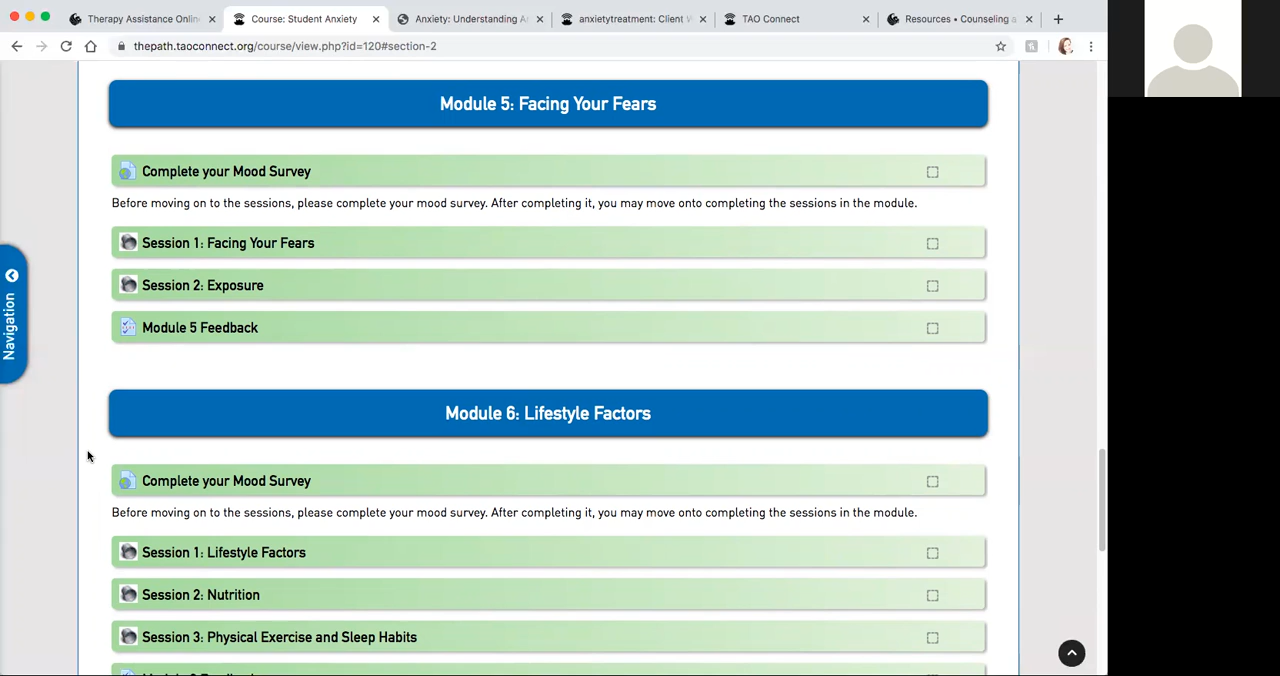 Therapy Assistance Onlin
Course: Student Anxiety
Anxiety: Understanding A
anxietytreatment: Client W
TAO Connect
Resources • Counseling a
thepath.taoconnect.org/course/view.php?id=120#section-2
Module 5: Facing Your Fears
Complete your Mood Survey
Before moving on to the sessions, please complete your mood survey. After completing it, you may move onto completing the sessions in the module.
Session 1: Facing Your Fears
Session 2: Exposure
Module 5 Feedback
Navigation
Module 6: Lifestyle Factors
Complete your Mood Survey
Before moving on to the sessions, please complete your mood survey. After completing it, you may move onto completing the sessions in the module.
Session 1: Lifestyle Factors
Session 2: Nutrition
Session 3: Physical Exercise and Sleep Habits